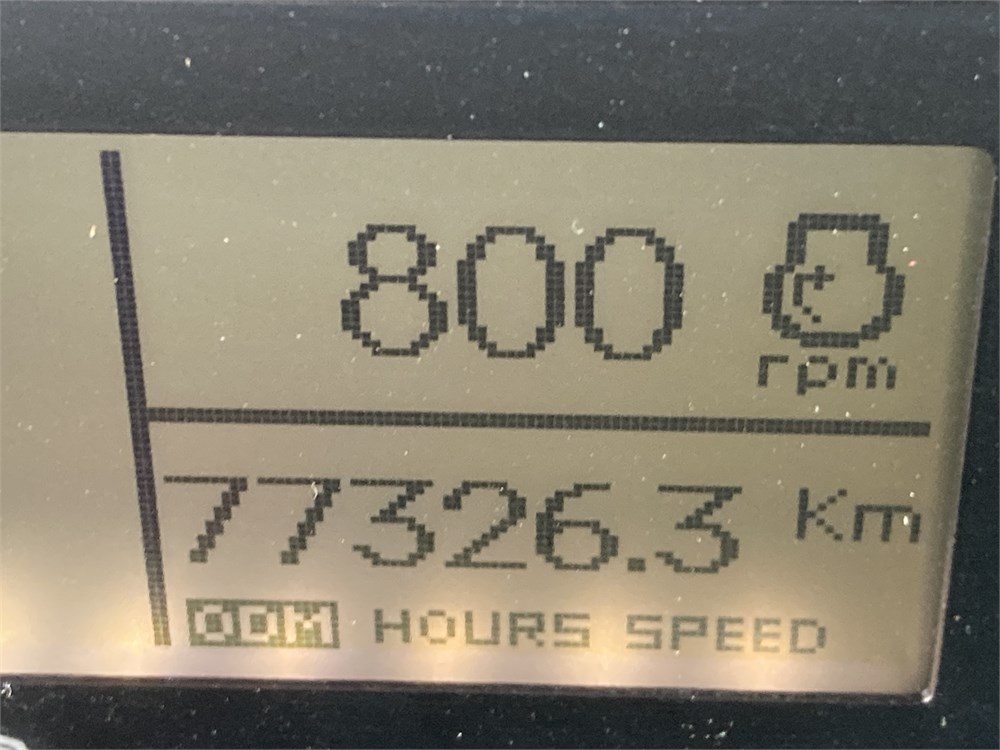 800
rpm
77326.3 Km
ODM HOURS SPEED